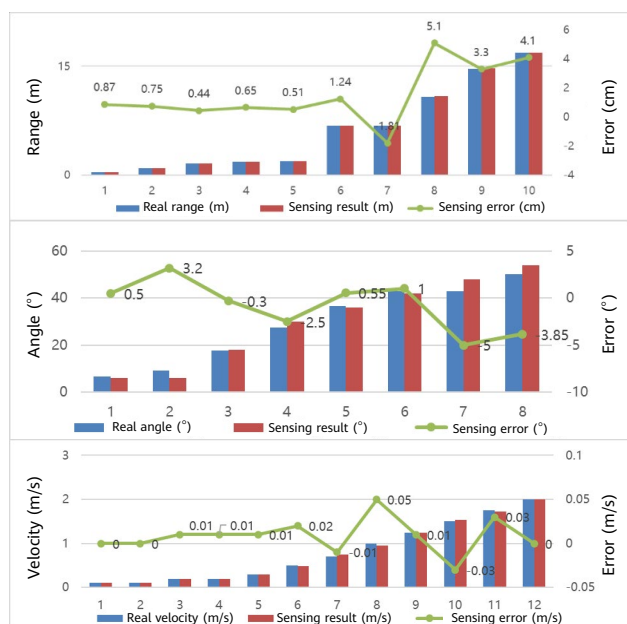 5.1
6
4.1
15
3.3
4
1.24
0.87 0.75 0.44 0.65 0.51
2
0
-1.81
-2
0
-4
1 2 3 4 5 6 7 8 9 10
Range (m)
Error (cm)
Real range (m) Sensing result (m) Sensing error (cm)
60
5
3.2
40
0.5 -0.3 0.55 1
0
-2.5
20
-5 -3.85
-5
0
-10
1 2 3 4 5 6 7 8
Angle (°)
Error (°)
Real angle (°) Sensing result (°) Sensing error (°)
3
0.1
2
0.05
0.05
0.01 0.01 0.02 0.03
1
0 0 0.01 -0.01 0.01 -0.03
0
0
-0.05
1 2 3 4 5 6 7 8 9 10 11 12
Velocity (m/s)
Error (m/s)
Real velocity (m/s) Sensing result (m/s) Sensing error (m/s)